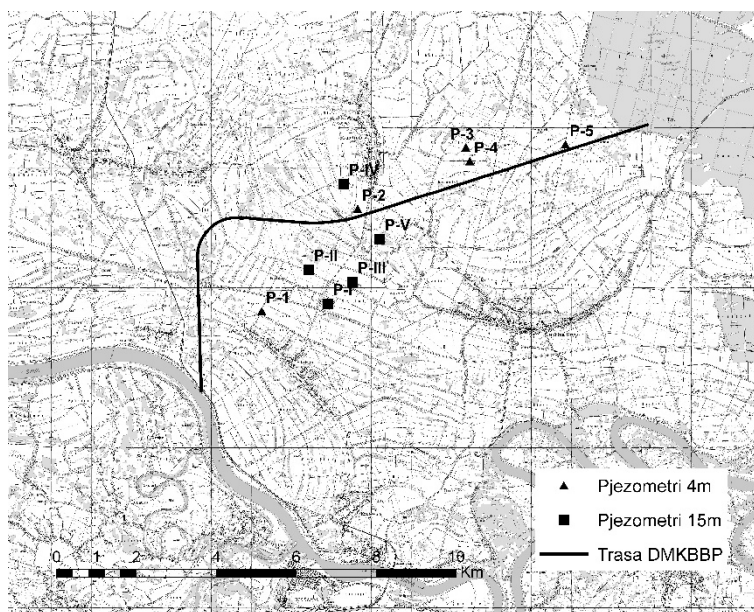 P-3
P-5
P-4
P-IV
P-2
P-V
P-II
P-III
P-1
P-I
Pjezometri 4m
Pjezometri 15m
Trasa DMKBBP
0 1 2 4 6 8 10
Km